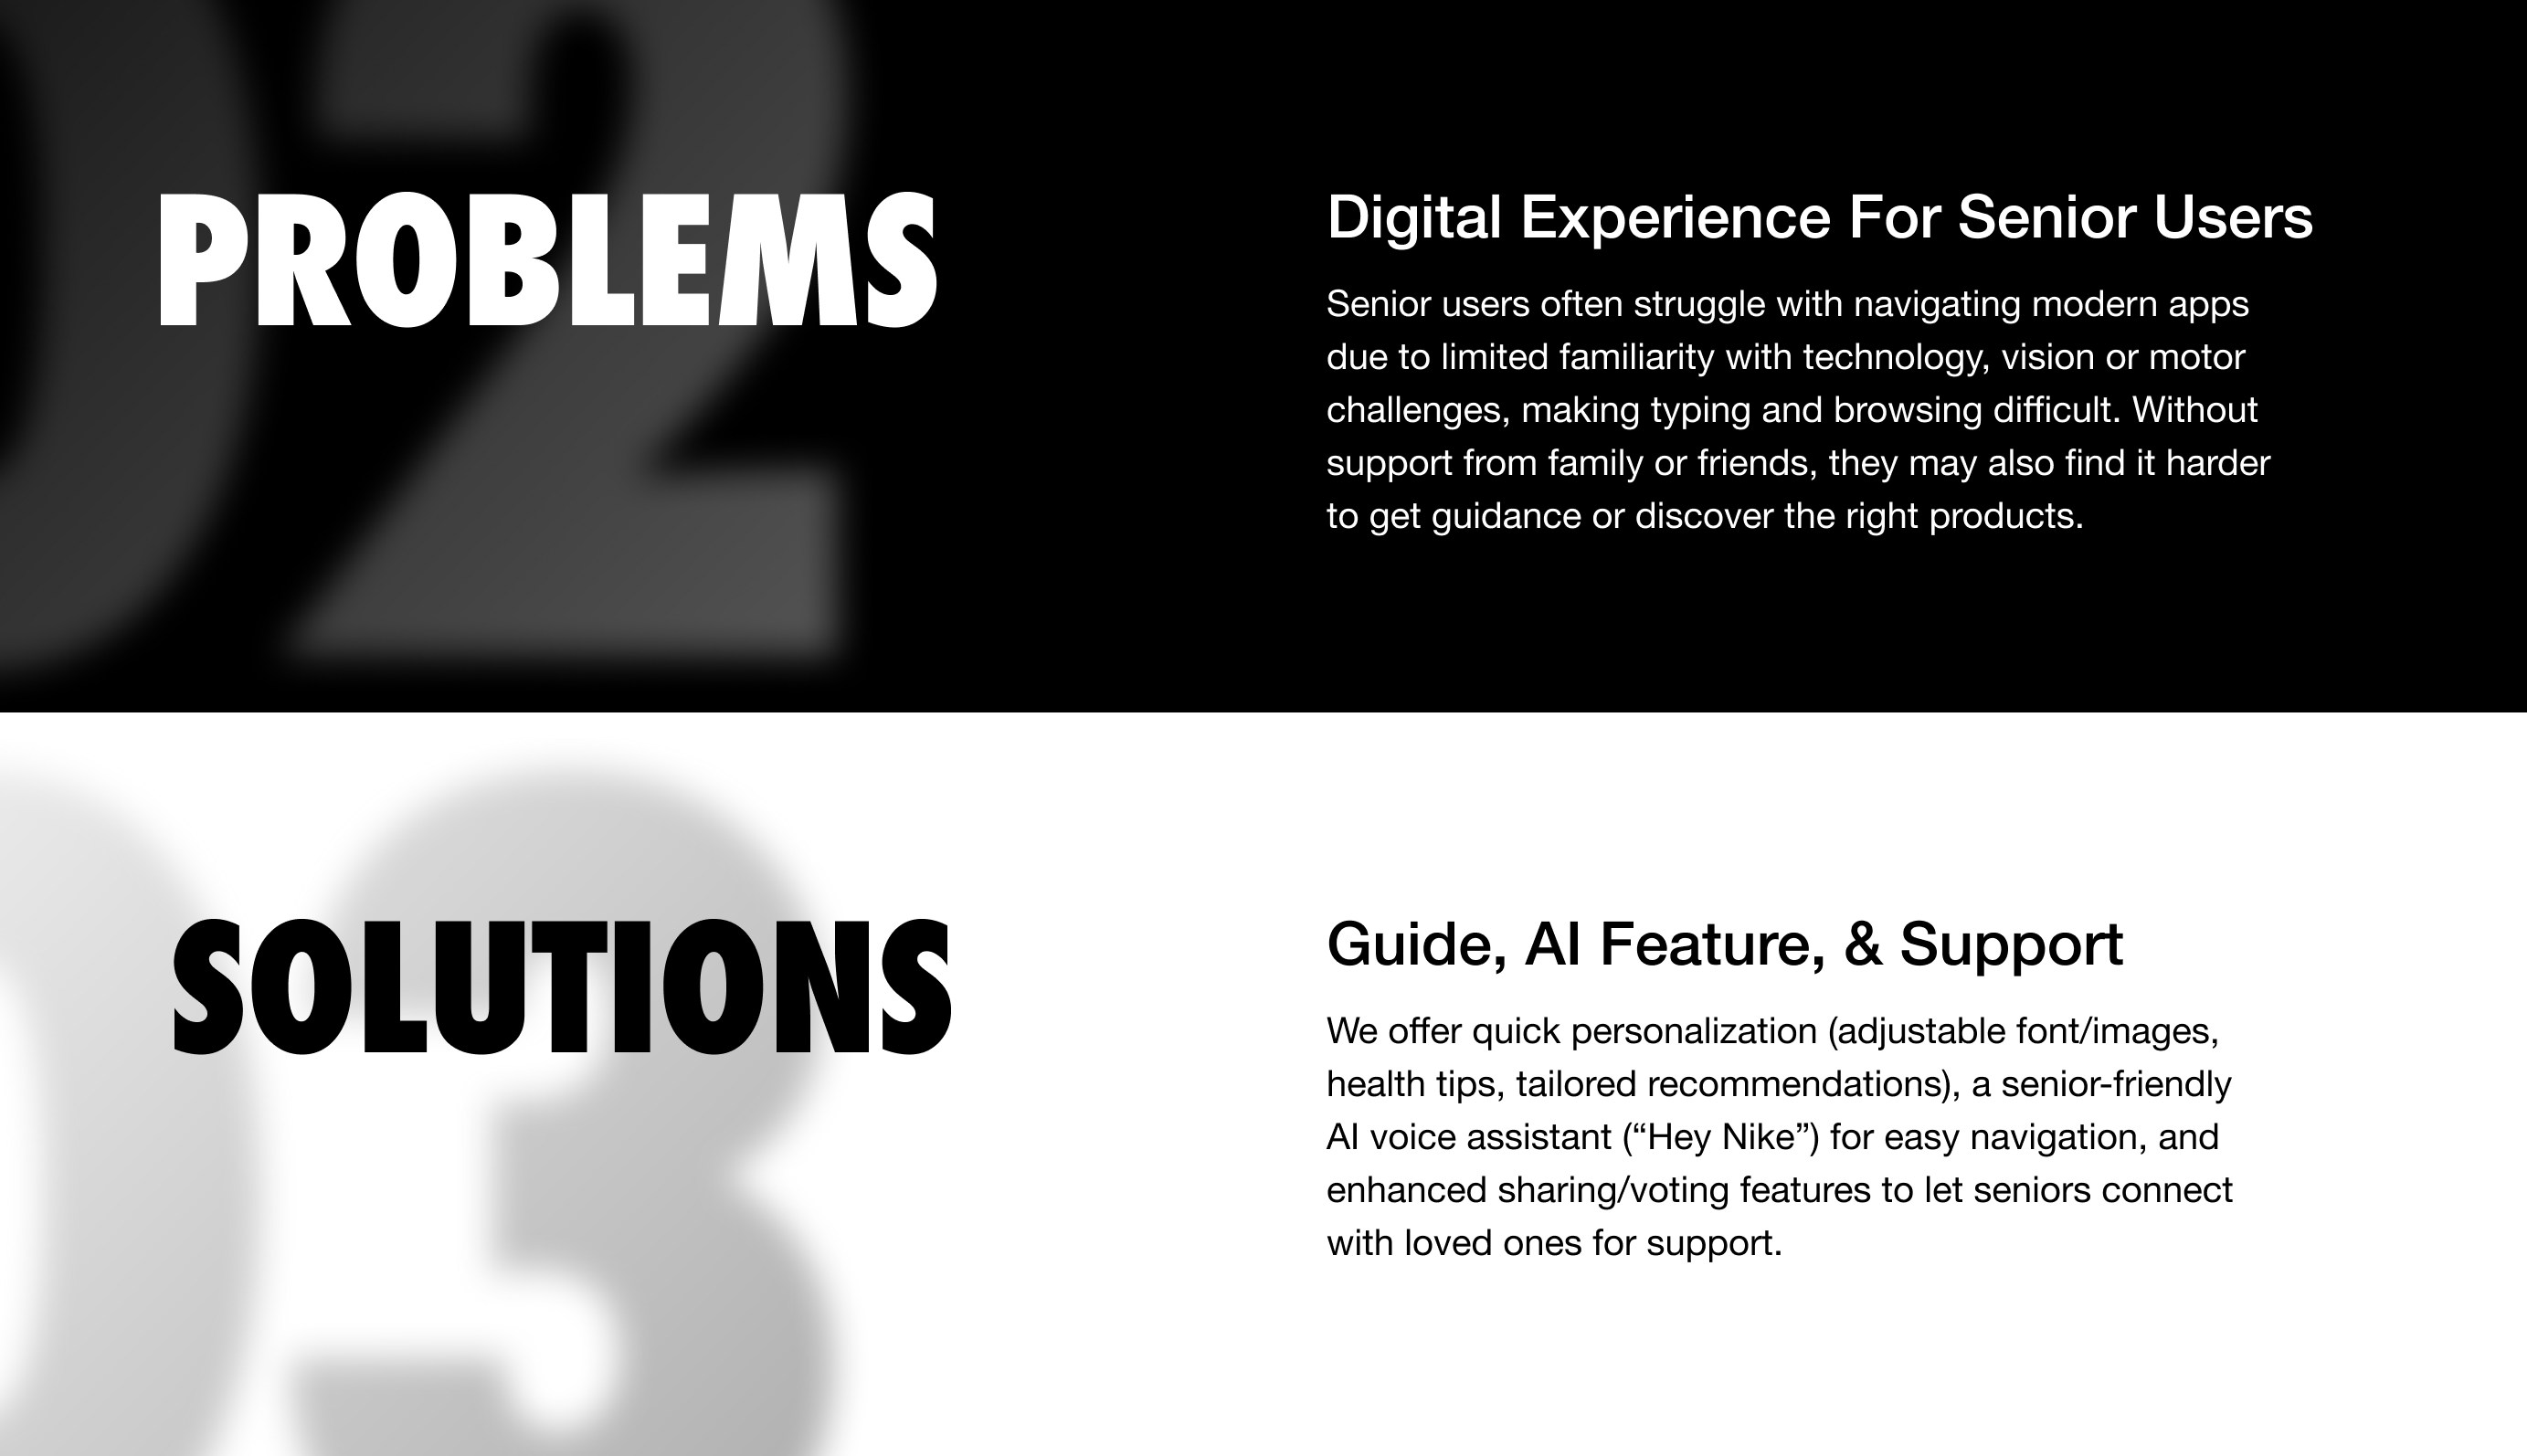 02
PROBLEMS
Digital Experience For Senior Users
Senior users often struggle with navigating modern apps
due to limited familiarity with technology, vision or motor
challenges, making typing and browsing difficult. Without
support from family or friends, they may also find it harder
to get guidance or discover the right products.
03
SOLUTIONS
Guide, AI Feature, & Support
We offer quick personalization (adjustable font/images,
health tips, tailored recommendations), a senior-friendly
AI voice assistant (“Hey Nike”) for easy navigation, and
enhanced sharing/voting features to let seniors connect
with loved ones for support.